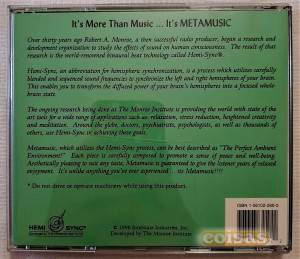 It's More Than Music ... It's METAMUSIC
Over thirty years ago Robert A. Monroe, then a successful radio producer, began a research and
development organization to study the effects of sound on human consciousness. The result of that
research is the world-renowned binaural beat technology called Hemi-Sync®.
Hemi-Sync, an abbreviation for hemispheric synchronization, is a process which utilizes carefully
blended and sequenced sound frequencies to synchronize the left and right hemispheres of your brain.
This enables you to transform the diffused power of your brain's hemispheres into a focused whole-
brain state.
The ongoing research being done at The Monroe Institute is providing the world with state of the
art tools for a wide range of applications such as relaxation, stress reduction, heightened creativity
and meditation. Around the globe, doctors, psychiatrists, psychologists, as well as thousands of
others, use Hemi-Sync in achieving these goals.
Metamusic, which utilizes the Hemi-Sync process, can be best described as "The Perfect Ambient
Environment!" Each piece is carefully composed to promote a sense of peace and well-being.
Aesthetically pleasing to suit any taste, Metamusic is guaranteed to give the listener years of relaxed
enjoyment. It's unlike anything you've ever experienced ... its Metamusic!!!!
* Do not drive or operate machinery while using this product.
HEMI SYNC®
© 1996 Interstate Industries, Inc.
Developed by The Monroe Institute
coisas